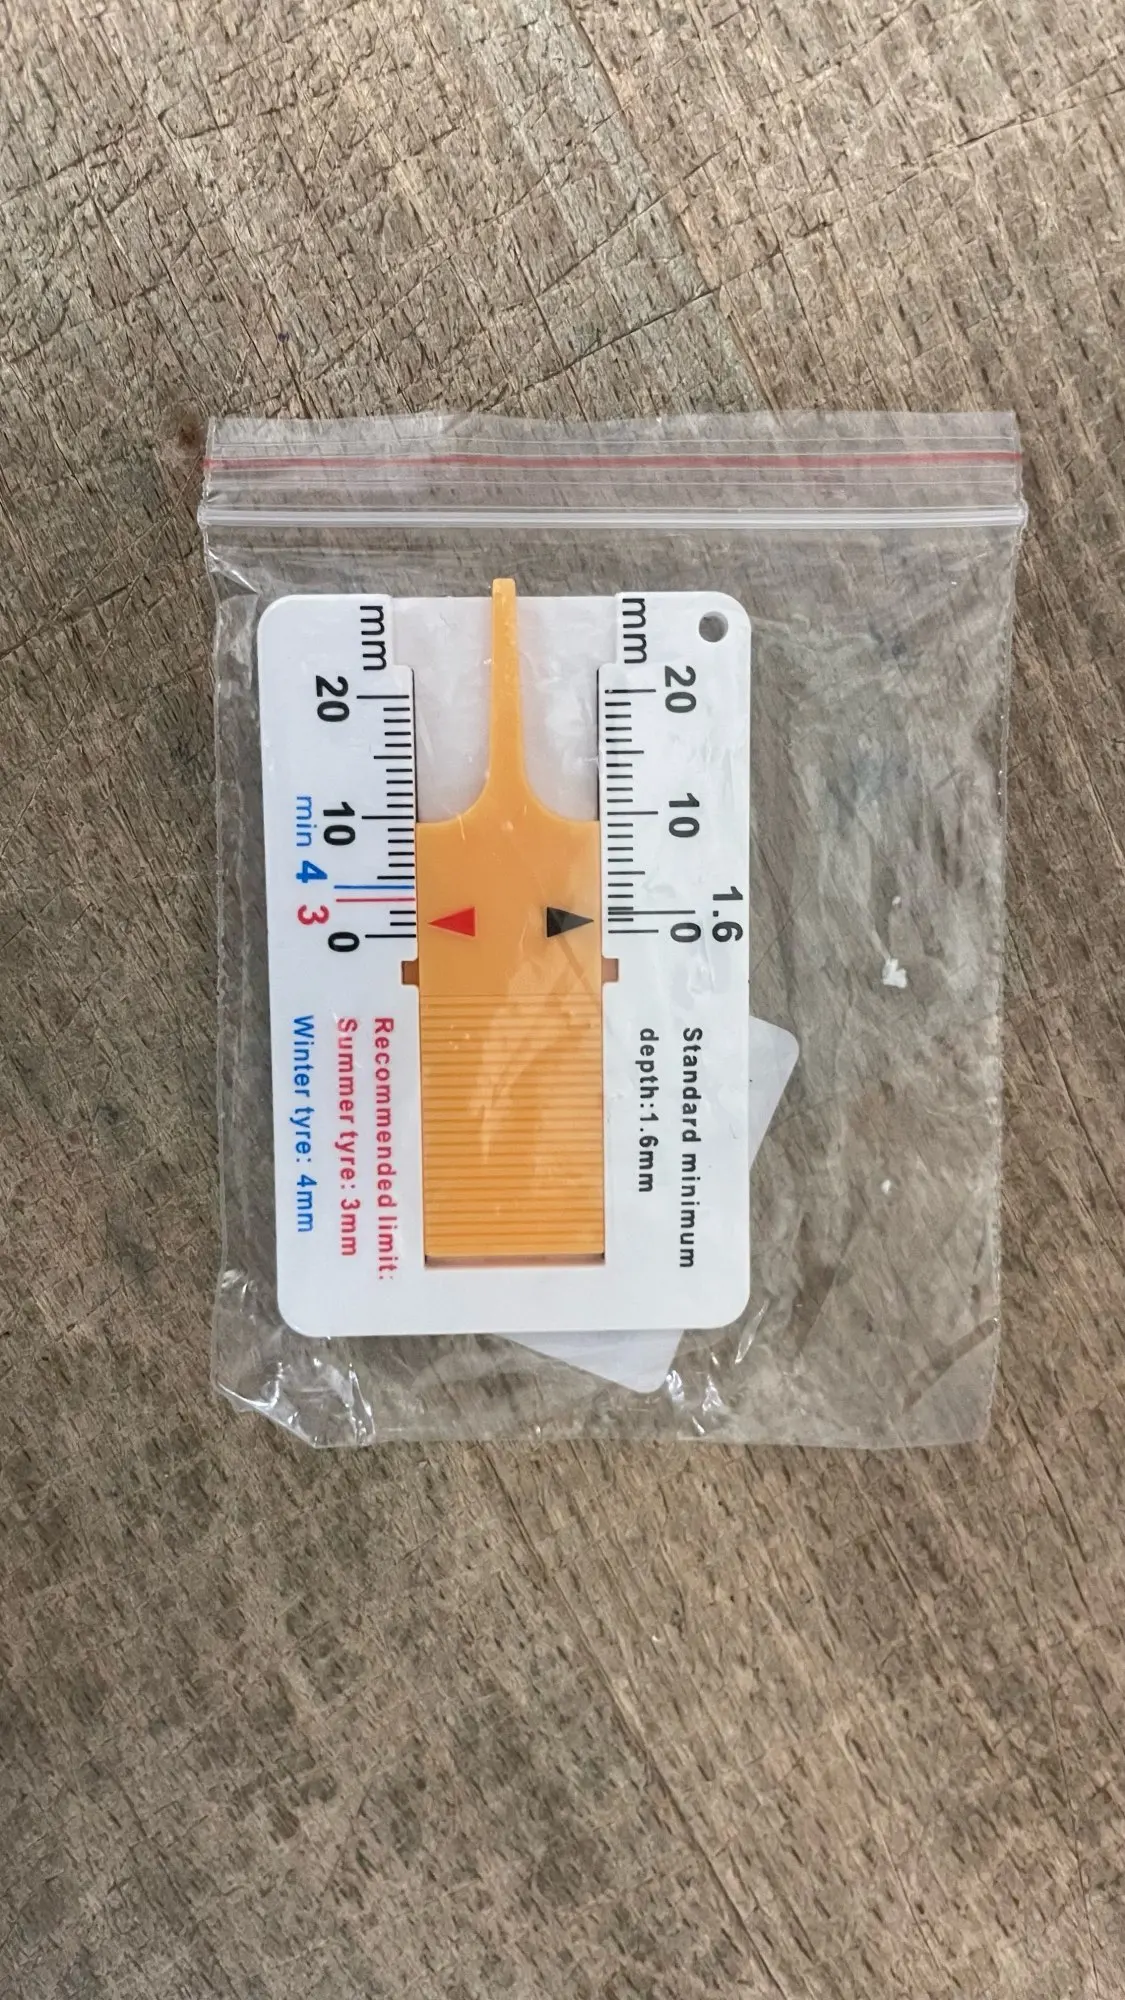 mm 20 10 0
1.6
Standard minimum
depth:1.6mm
mm 20 10 0
min 4 3
Recommended limit:
Summer tyre: 3mm
Winter tyre: 4mm